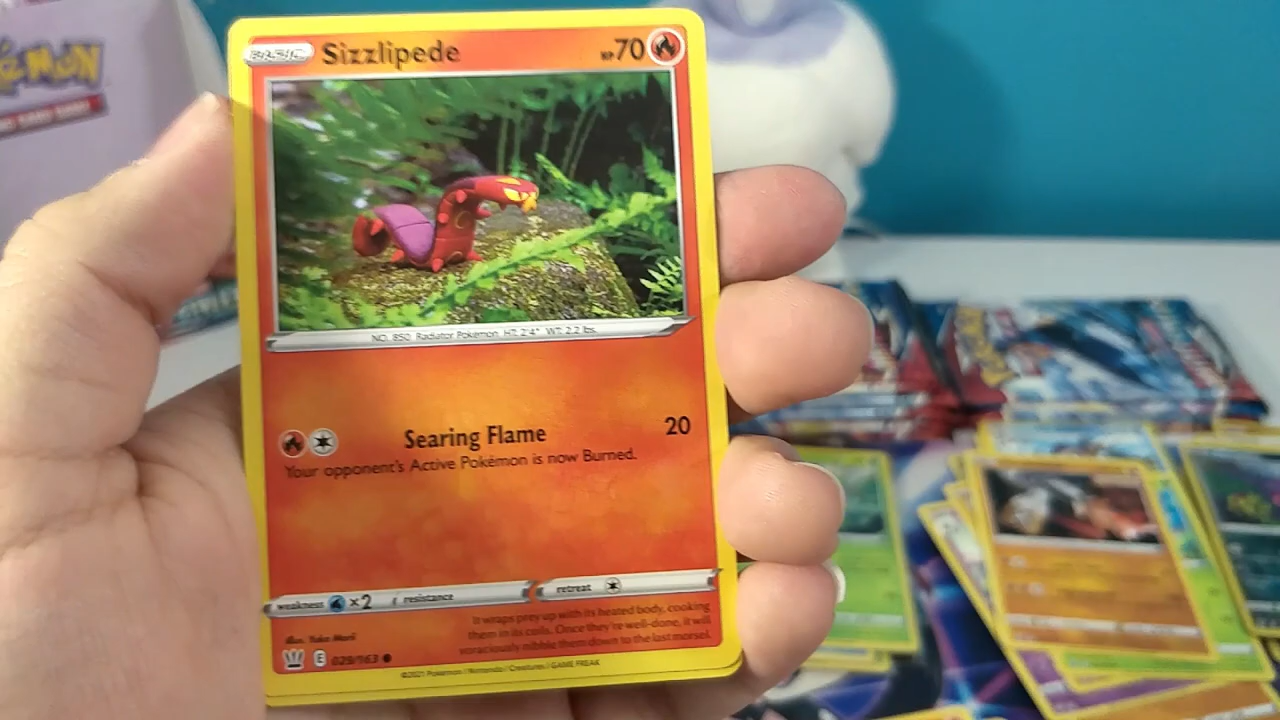 BASIC Sizzlipede HP70
NO. 850 Radiator Pokémon HT: 2'4" WT: 2.2 lbs.
Searing Flame 20
Your opponent's Active Pokémon is now Burned.
weakness ×2 resistance retreat
It wraps prey up with its heated body, cooking
them in its coils. Once they're well-done, it will
voraciously nibble them down to the last morsel.
illus. Yuka Morii
E 029/163
©2021 Pokémon / Nintendo / Creatures / GAME FREAK